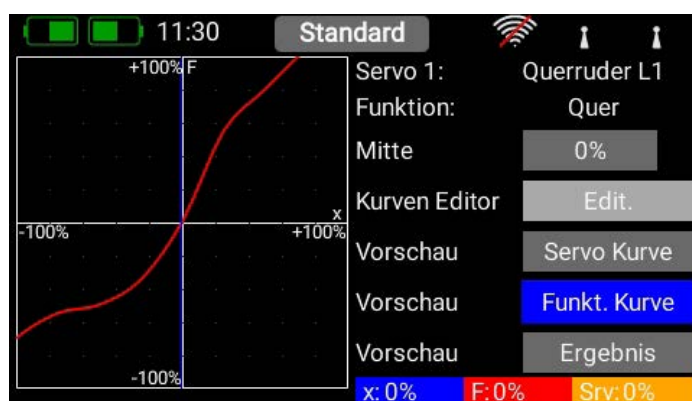 11:30 Standard
+100% F
x
-100% +100%
-100%
Servo 1: Querruder L1
Funktion: Quer
Mitte 0%
Kurven Editor Edit.
Vorschau Servo Kurve
Vorschau Funkt. Kurve
Vorschau Ergebnis
x: 0% F: 0% Srv: 0%